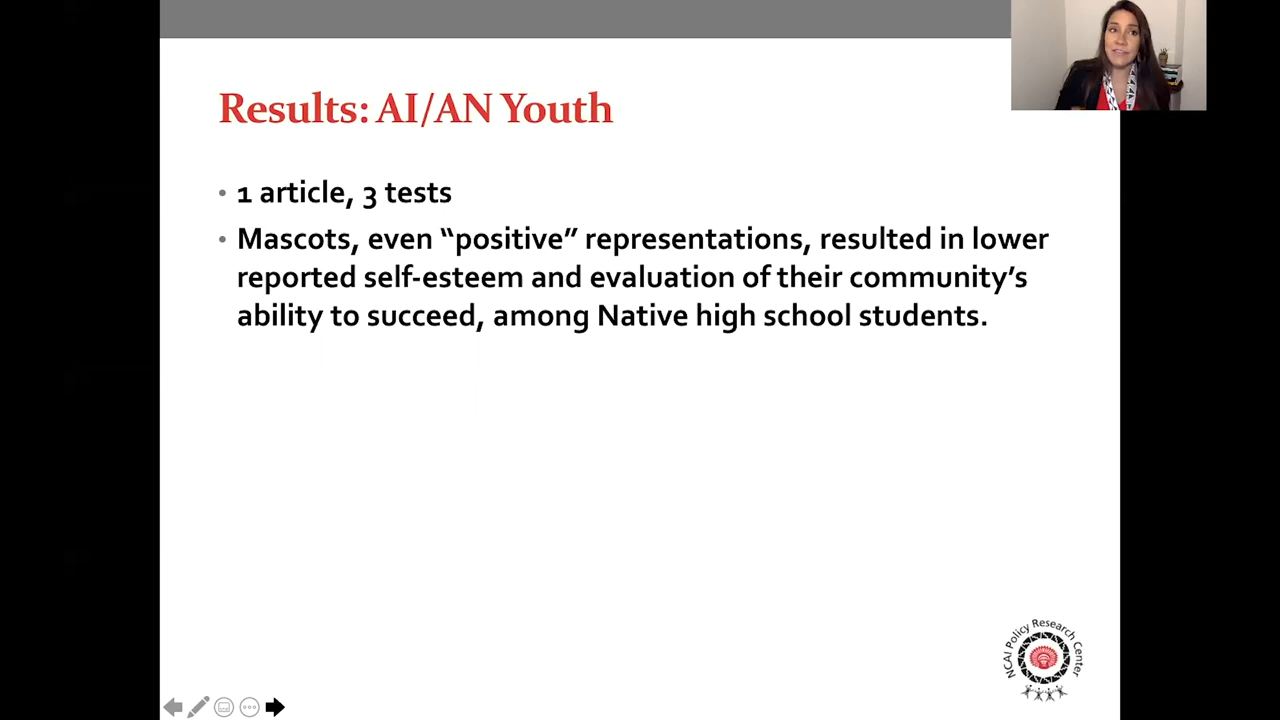 Results: AI/AN Youth
• 1 article, 3 tests
• Mascots, even “positive” representations, resulted in lower
reported self-esteem and evaluation of their community’s
ability to succeed, among Native high school students.
NCAI Policy Research Center